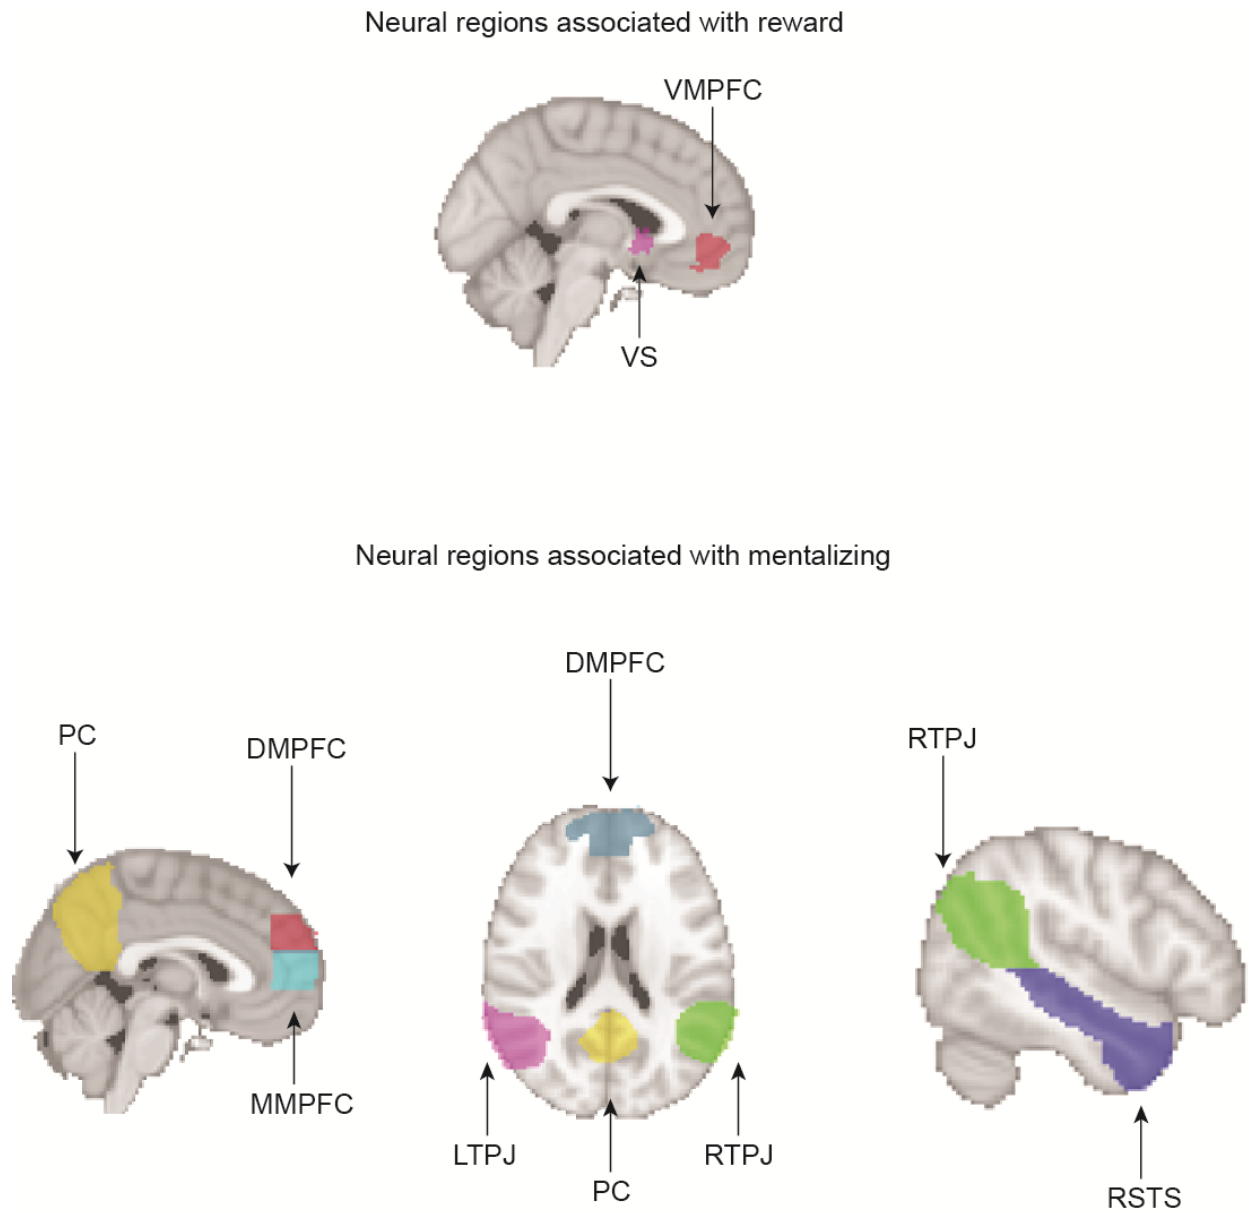 Neural regions associated with reward
VMPFC
VS
Neural regions associated with mentalizing
DMPFC
PC
DMPFC
RTPJ
MMPFC
LTPJ
RTPJ
PC
RSTS